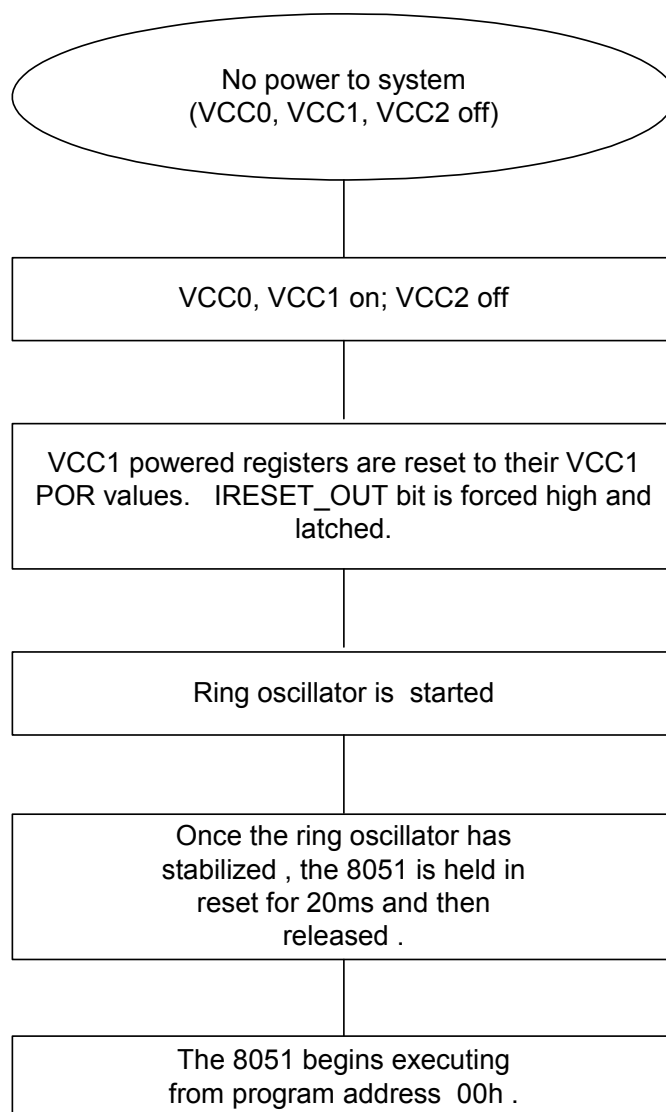 No power to system
(VCC0, VCC1, VCC2 off)
VCC0, VCC1 on; VCC2 off
VCC1 powered registers are reset to their VCC1
POR values.   IRESET_OUT bit is forced high and
latched.
Ring oscillator is  started
Once the ring oscillator has
stabilized , the 8051 is held in
reset for 20ms and then
released .
The 8051 begins executing
from program address  00h .